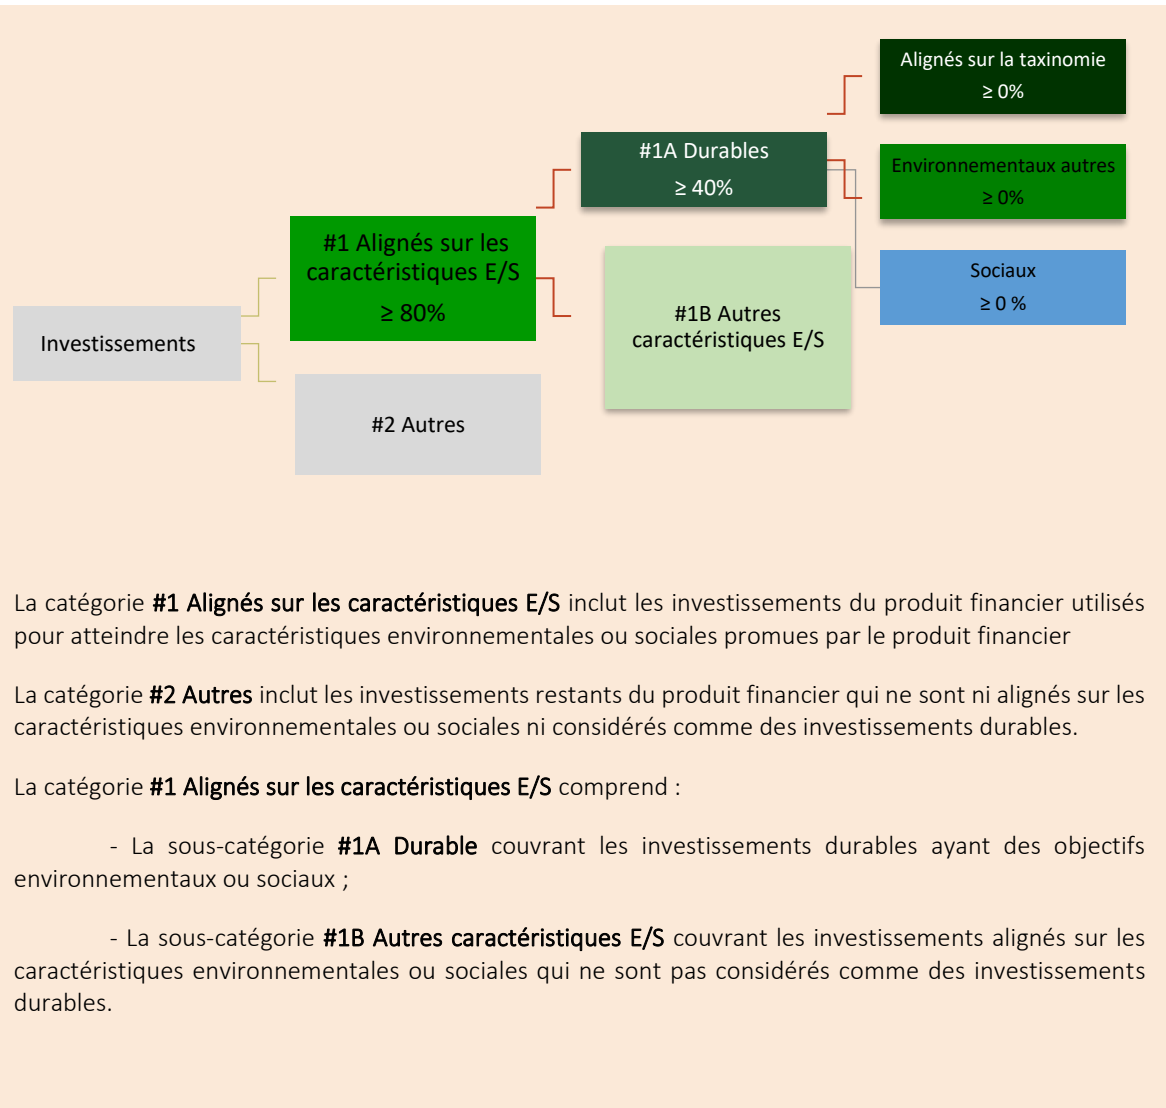 Alignés sur la taxinomie
≥ 0%
#1A Durables
≥ 40%
Environnementaux autres
≥ 0%
#1 Alignés sur les
caractéristiques E/S
≥ 80%
Sociaux
≥ 0 %
#1B Autres
caractéristiques E/S
Investissements
#2 Autres
La catégorie #1 Alignés sur les caractéristiques E/S inclut les investissements du produit financier utilisés
pour atteindre les caractéristiques environnementales ou sociales promues par le produit financier
La catégorie #2 Autres inclut les investissements restants du produit financier qui ne sont ni alignés sur les
caractéristiques environnementales ou sociales ni considérés comme des investissements durables.
La catégorie #1 Alignés sur les caractéristiques E/S comprend :
- La sous-catégorie #1A Durable couvrant les investissements durables ayant des objectifs
environnementaux ou sociaux ;
- La sous-catégorie #1B Autres caractéristiques E/S couvrant les investissements alignés sur les
caractéristiques environnementales ou sociales qui ne sont pas considérés comme des investissements
durables.